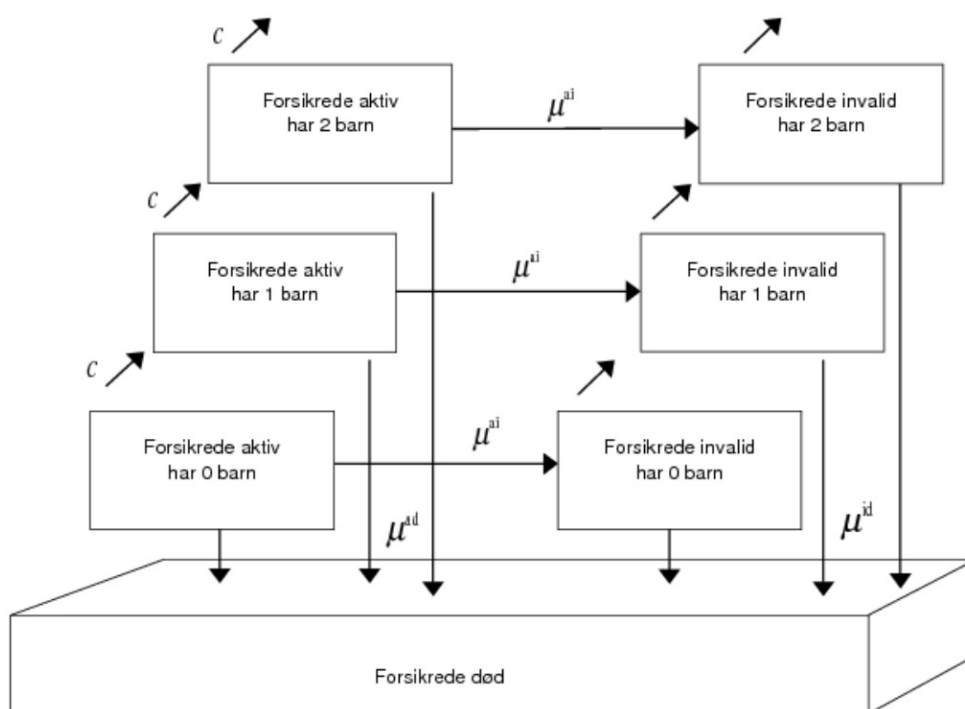 c
Forsikrede aktiv
har 2 barn
μ^ai
Forsikrede invalid
har 2 barn
c
Forsikrede aktiv
har 1 barn
μ^ai
Forsikrede invalid
har 1 barn
c
Forsikrede aktiv
har 0 barn
μ^ai
Forsikrede invalid
har 0 barn
μ^ad
μ^id
Forsikrede død